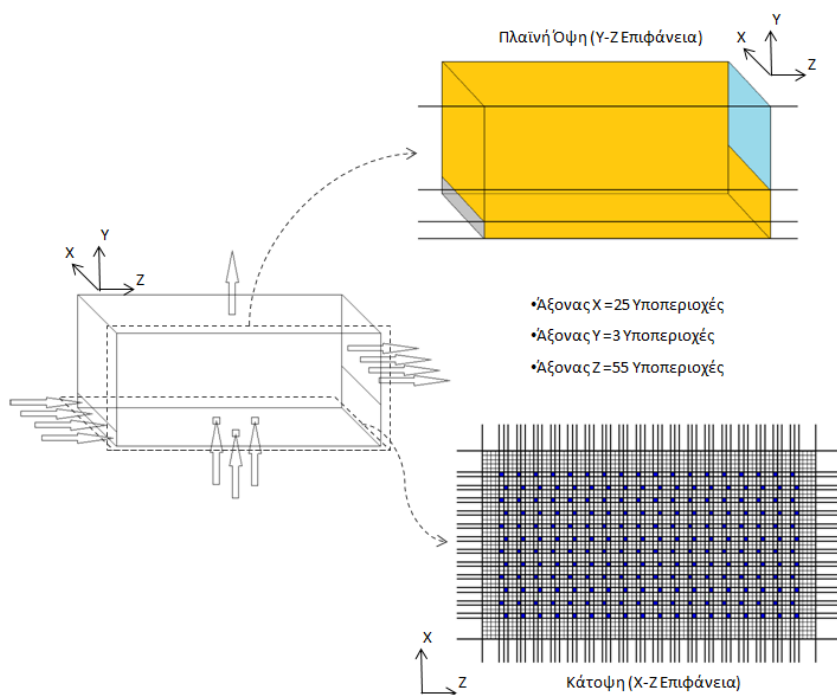 Πλαϊνή Όψη (Y-Z Επιφάνεια)
Y
X
Z
Y
X
Z
•Άξονας X =25 Υποπεριοχές
•Άξονας Y =3 Υποπεριοχές
•Άξονας Z =55 Υποπεριοχές
X
Z
Κάτοψη (X-Z Επιφάνεια)